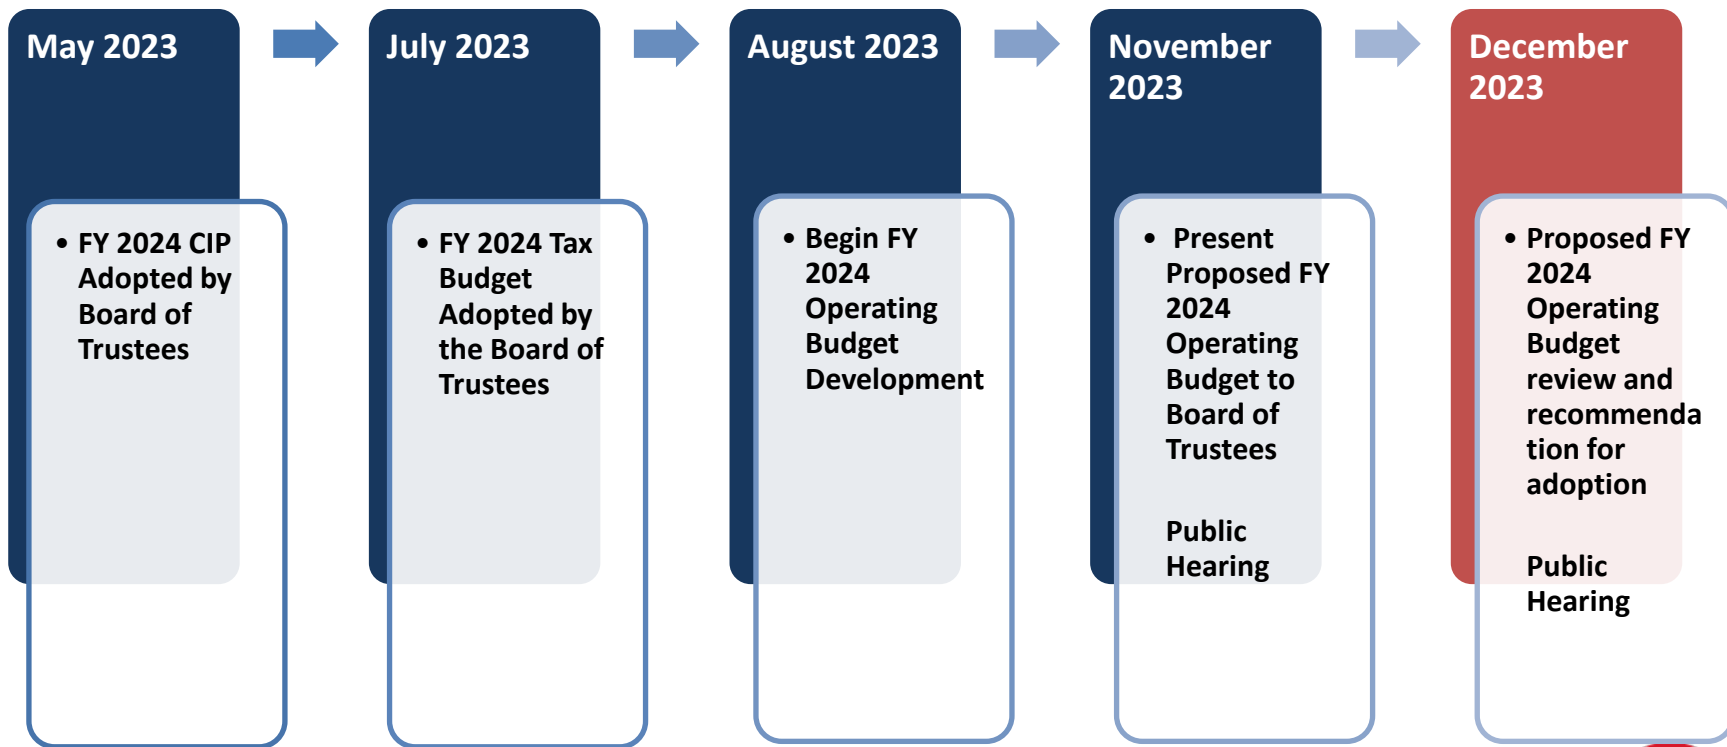 May 2023
• FY 2024 CIP
Adopted by
Board of
Trustees
July 2023
• FY 2024 Tax
Budget
Adopted by
the Board of
Trustees
August 2023
• Begin FY
2024
Operating
Budget
Development
November
2023
• Present
Proposed FY
2024
Operating
Budget to
Board of
Trustees
Public
Hearing
December
2023
• Proposed FY
2024
Operating
Budget
review and
recommenda
tion for
adoption
Public
Hearing